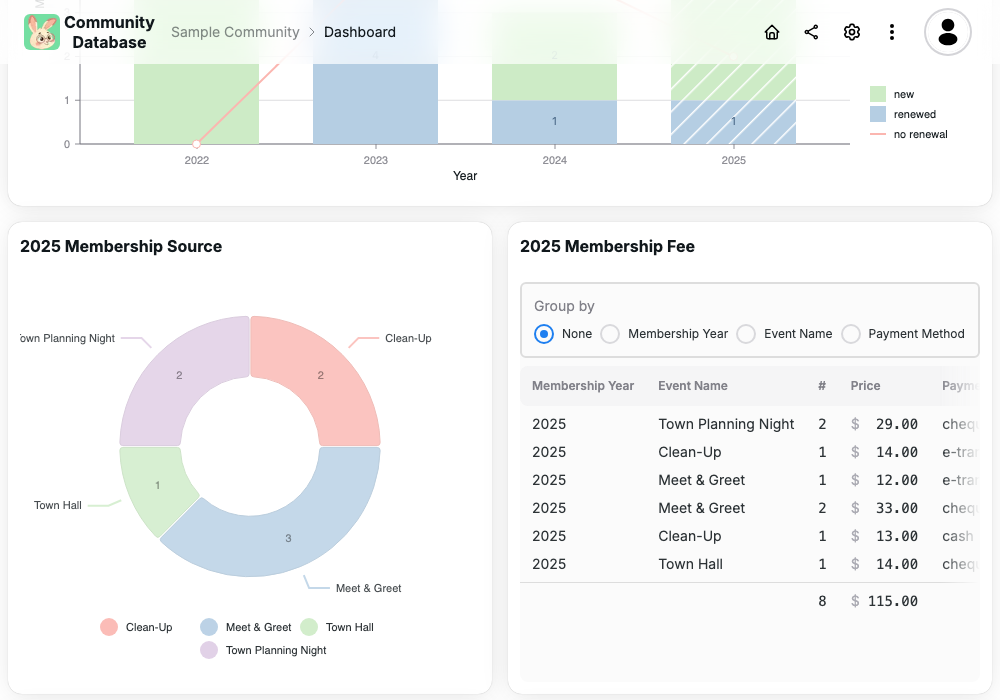 Community
Database
Sample Community
Dashboard
2
4
2
1
0
1
1
2022
2023
2024
2025
Year
new
renewed
no renewal
2025 Membership Source
own Planning Night
Clean-Up
2
2
1
3
Town Hall
Meet & Greet
Clean-Up
Meet & Greet
Town Hall
Town Planning Night
2025 Membership Fee
Group by
None
Membership Year
Event Name
Payment Method
Membership Year Event Name # Price Paym
2025 Town Planning Night 2 $ 29.00 cheq
2025 Clean-Up 1 $ 14.00 e-tra
2025 Meet & Greet 1 $ 12.00 e-tra
2025 Meet & Greet 2 $ 33.00 cheq
2025 Clean-Up 1 $ 13.00 cash
2025 Town Hall 1 $ 14.00 cheq
8 $ 115.00